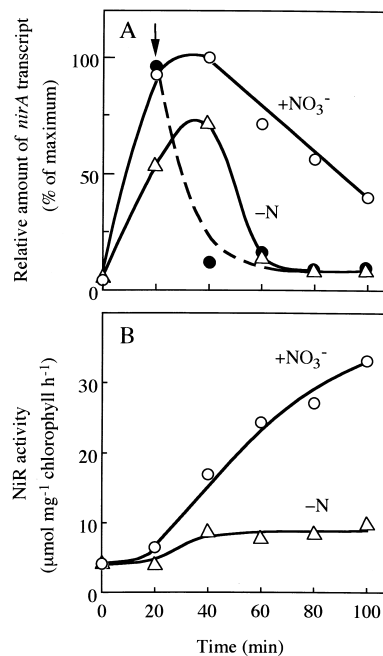 A
Relative amount of nirA transcript
(% of maximum)
100
50
0
+NO₃⁻
–N
B
NiR activity
(μmol mg⁻¹ chlorophyll h⁻¹)
30
20
10
0
+NO₃⁻
–N
0 20 40 60 80 100
Time (min)